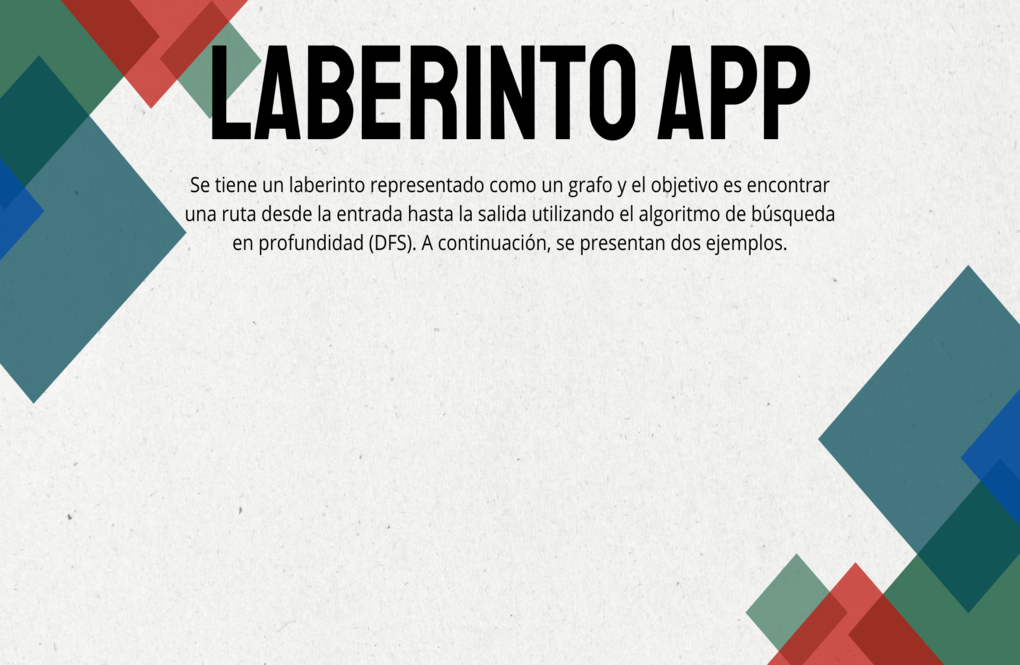 LABERINTO APP
Se tiene un laberinto representado como un grafo y el objetivo es encontrar
una ruta desde la entrada hasta la salida utilizando el algoritmo de búsqueda
en profundidad (DFS). A continuación, se presentan dos ejemplos.